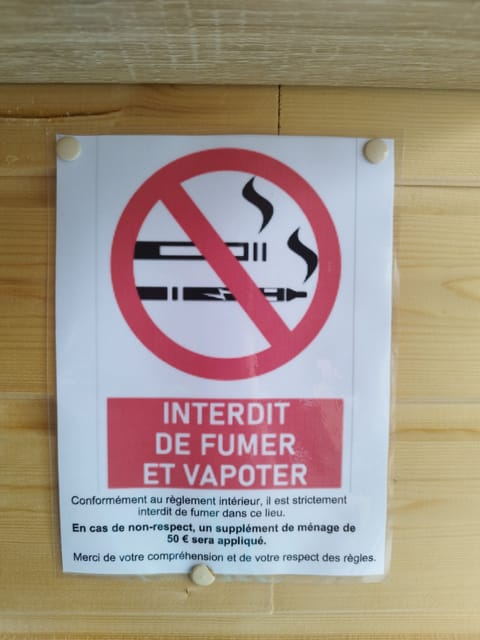 INTERDIT
DE FUMER
ET VAPOTER
Conformément au règlement intérieur, il est strictement
interdit de fumer dans ce lieu.
En cas de non-respect, un supplément de ménage de
50 € sera appliqué.
Merci de votre compréhension et de votre respect des règles.